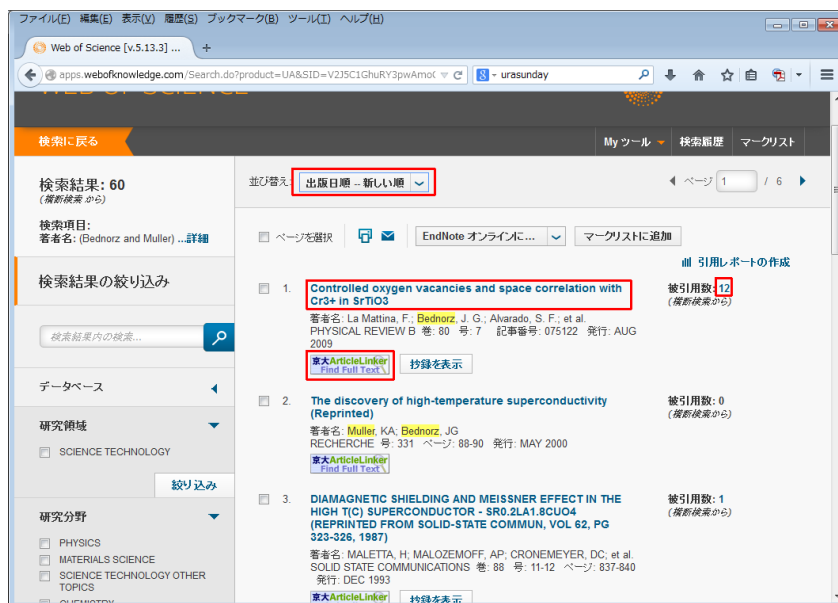 ファイル(F) 編集(E) 表示(V) 履歴(S) ブックマーク(B) ツール(T) ヘルプ(H)
Web of Science [v.5.13.3] ... +
apps.webofknowledge.com/Search.do?product=UA&SID=V2J5C1GhuRY3pwAmo( 8 - urasunday
WEB OF SCIENCE
検索に戻る My ツール 検索履歴 マークリスト
検索結果: 60
(横断検索 から)
検索項目:
著者名: (Bednorz and Muller) ...詳細
検索結果の絞り込み
検索結果内の検索...
データベース
研究領域
SCIENCE TECHNOLOGY
絞り込み
研究分野
PHYSICS
MATERIALS SCIENCE
SCIENCE TECHNOLOGY OTHER
TOPICS
CHEMISTRY
並び替え: 出版日順 -- 新しい順 ページ 1 / 6
ページを選択 EndNote オンラインに... マークリストに追加
引用レポートの作成
1. Controlled oxygen vacancies and space correlation with
Cr3+ in SrTiO3
著者名: La Mattina, F.; Bednorz, J. G.; Alvarado, S. F.; et al.
PHYSICAL REVIEW B 巻: 80 号: 7 記事番号: 075122 発行: AUG
2009
京大ArticleLinker
Find Full Text
抄録を表示
被引用数: 12
(横断検索から)
2. The discovery of high-temperature superconductivity
(Reprinted)
著者名: Muller, KA; Bednorz, JG
RECHERCHE 号: 331 ページ: 88-90 発行: MAY 2000
京大ArticleLinker
Find Full Text
被引用数: 0
(横断検索から)
3. DIAMAGNETIC SHIELDING AND MEISSNER EFFECT IN THE
HIGH T(C) SUPERCONDUCTOR - SR0.2LA1.8CUO4
(REPRINTED FROM SOLID-STATE COMMUN, VOL 62, PG
323-326, 1987)
著者名: MALETTA, H; MALOZEMOFF, AP; CRONEMEYER, DC; et al.
SOLID STATE COMMUNICATIONS 巻: 88 号: 11-12 ページ: 837-840
発行: DEC 1993
京大ArticleLinker
抄録を表示
被引用数: 1
(横断検索から)